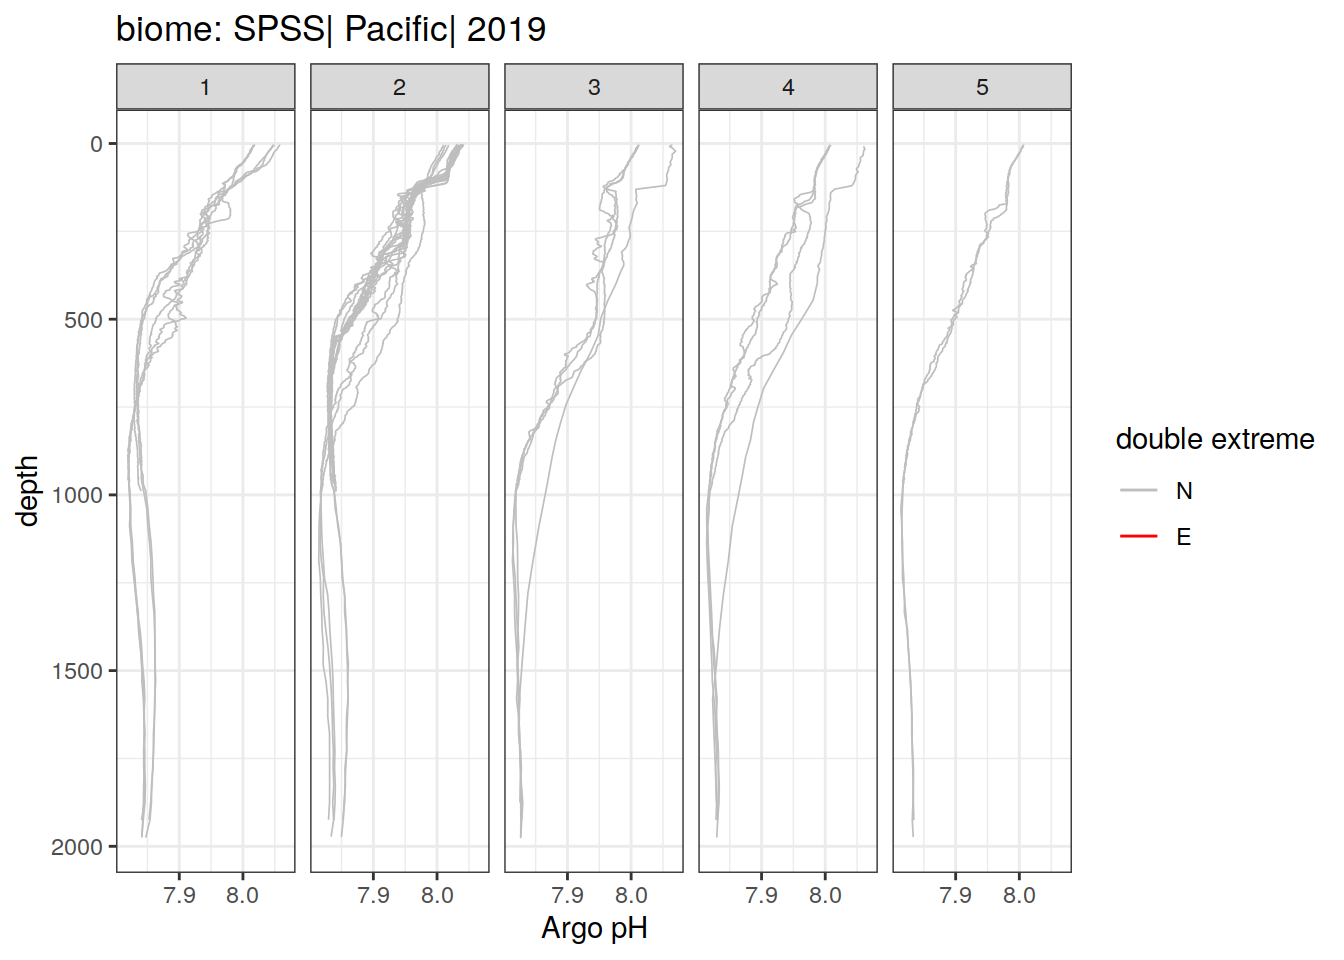 biome: SPSS| Pacific| 2019
1 2 3 4 5
0
500
1000
1500
2000
depth
7.9 8.0 7.9 8.0 7.9 8.0 7.9 8.0 7.9 8.0
Argo pH
double extreme
N
E